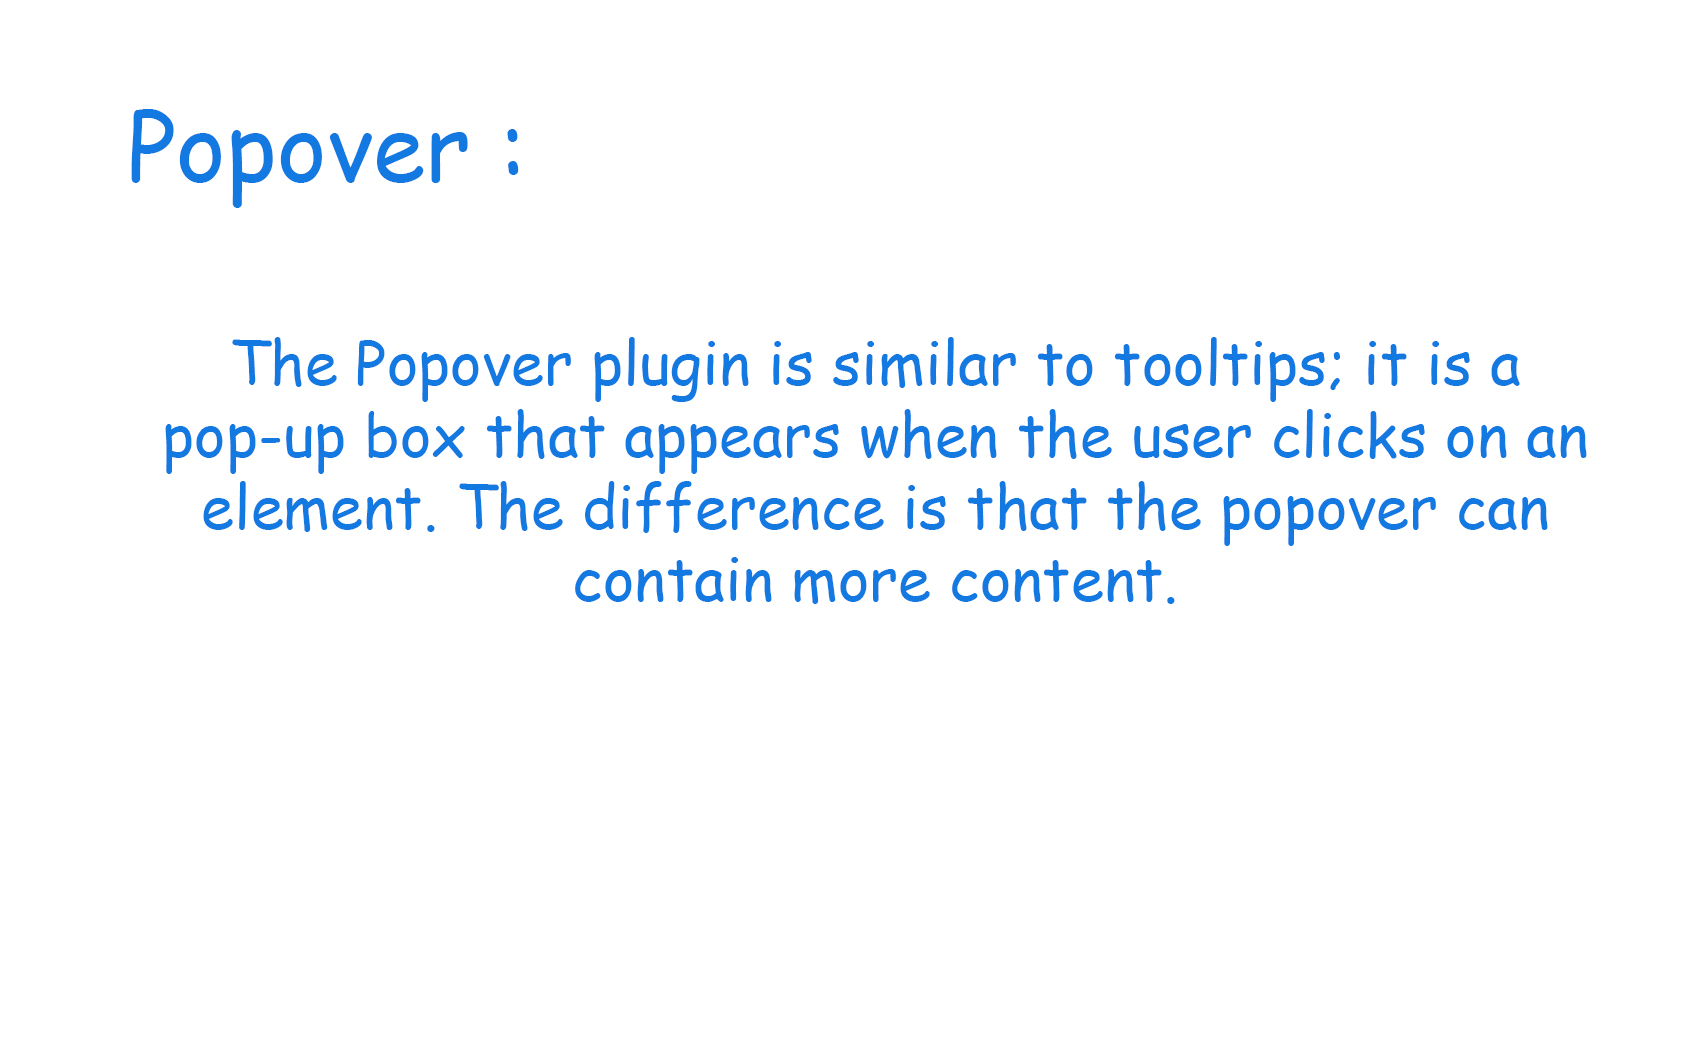 Popover :
The Popover plugin is similar to tooltips; it is a
pop-up box that appears when the user clicks on an
element. The difference is that the popover can
contain more content.